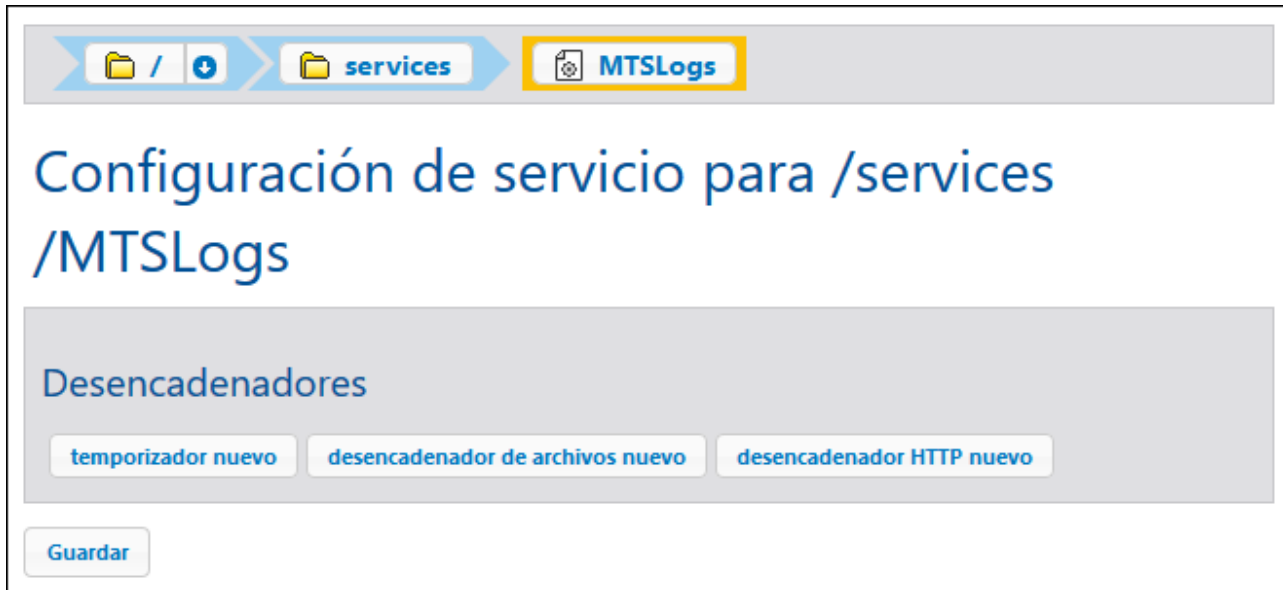 / services MTSLogs
Configuración de servicio para /services
/MTSLogs
Desencadenadores
temporizador nuevo desencadenador de archivos nuevo desencadenador HTTP nuevo
Guardar